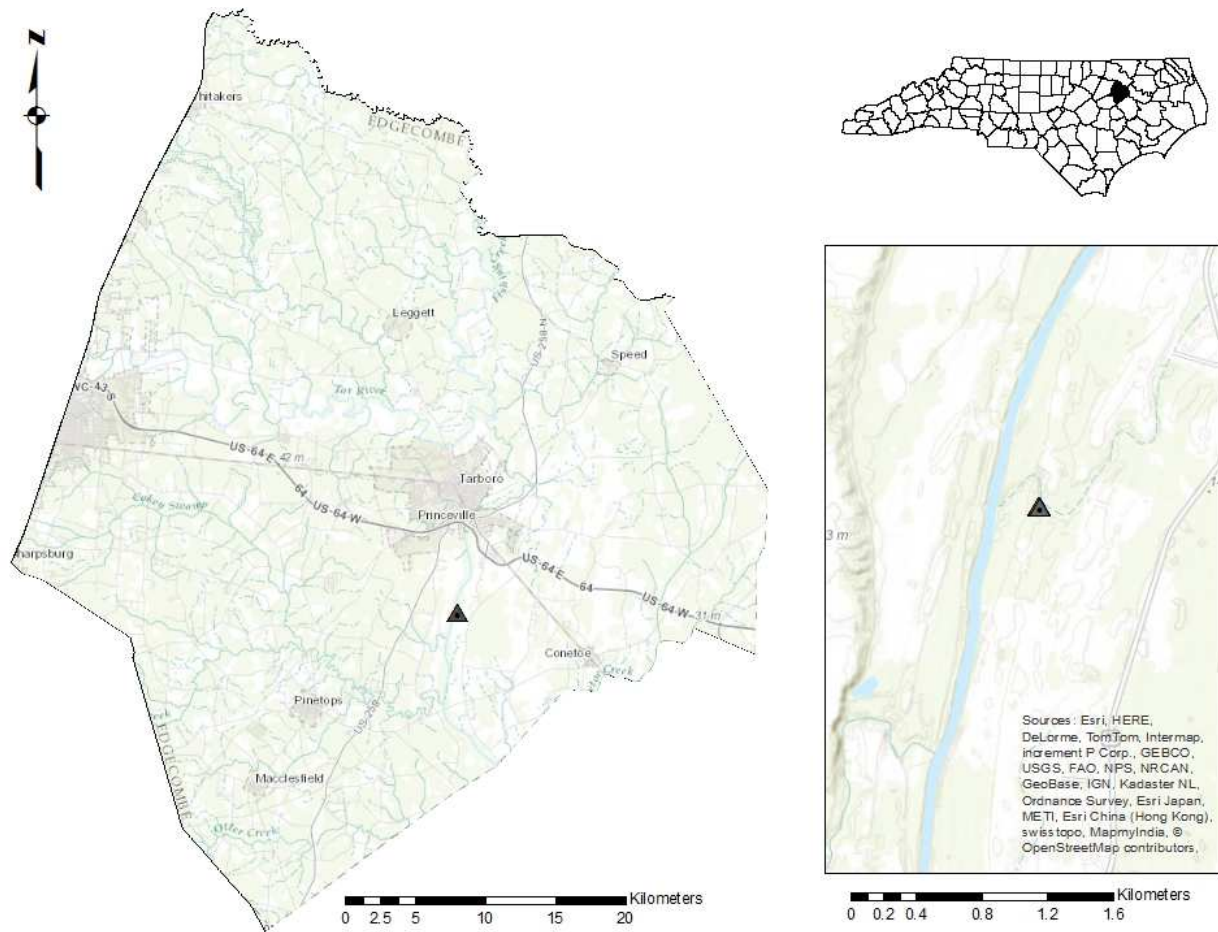 N
hitakers
EDGECOMBE
Leggett
US-258-N
Speed
Tar River
NC-43-S
US-64 E
42 m
64
US-64-W
Tarboro
Princeville
Cokey Swamp
harpsburg
US-64 E
64
US-64-W
31 m
Conetoe
Creek
Pinetops
US-258
eek
EDGECOMBE
Macclesfield
Otter Creek
Kilometers
0 2.5 5 10 15 20
3 m
Sources: Esri, HERE,
DeLorme, TomTom, Intermap,
increment P Corp., GEBCO,
USGS, FAO, NPS, NRCAN,
GeoBase, IGN, Kadaster NL,
Ordnance Survey, Esri Japan,
METI, Esri China (Hong Kong),
swisstopo, MapmyIndia, ©
OpenStreetMap contributors,
Kilometers
0 0.2 0.4 0.8 1.2 1.6